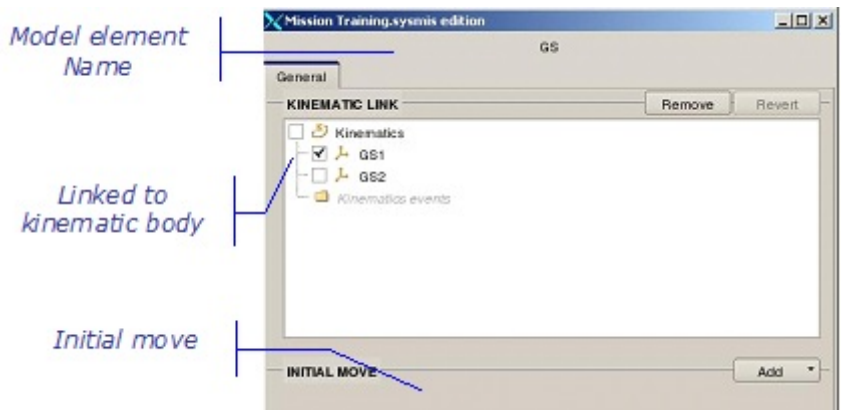 Mission Training.sysmis edition
Model element
Name
GS
General
KINEMATIC LINK
Remove
Revert
Kinematics
GS1
GS2
Kinematics events
Linked to
kinematic body
Initial move
INITIAL MOVE
Add